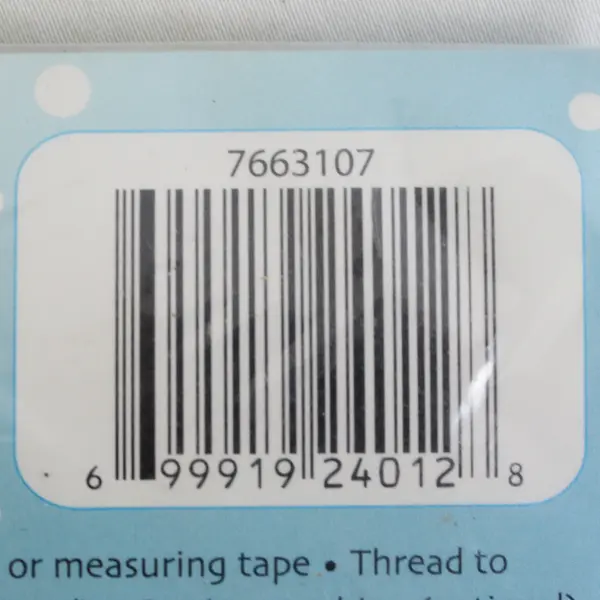 7663107
6 99919 24012 8
or measuring tape • Thread to